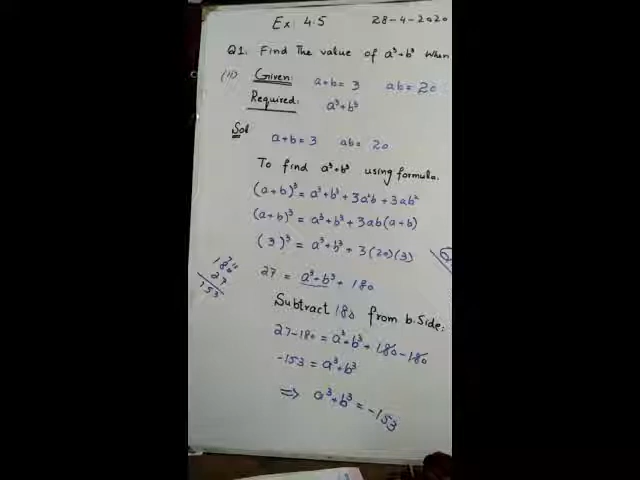 Ex: 4.5 28-4-2020
Q1. Find The value of a³+b³ when
(ii) Given: a+b = 3 ab = 20
Required: a³+b³
Sol a+b = 3 ab = 20
To find a³+b³ using formula.
(a+b)³ = a³+b³ + 3a²b + 3ab²
(a+b)³ = a³+b³ + 3ab(a+b)
(3)³ = a³+b³ + 3(20)(3)
27 = a³+b³ + 180
180
27
153
Subtract 180 from b.Side:
27-180 = a³+b³ + 180 - 180
-153 = a³+b³
⇒ a³+b³ = -153